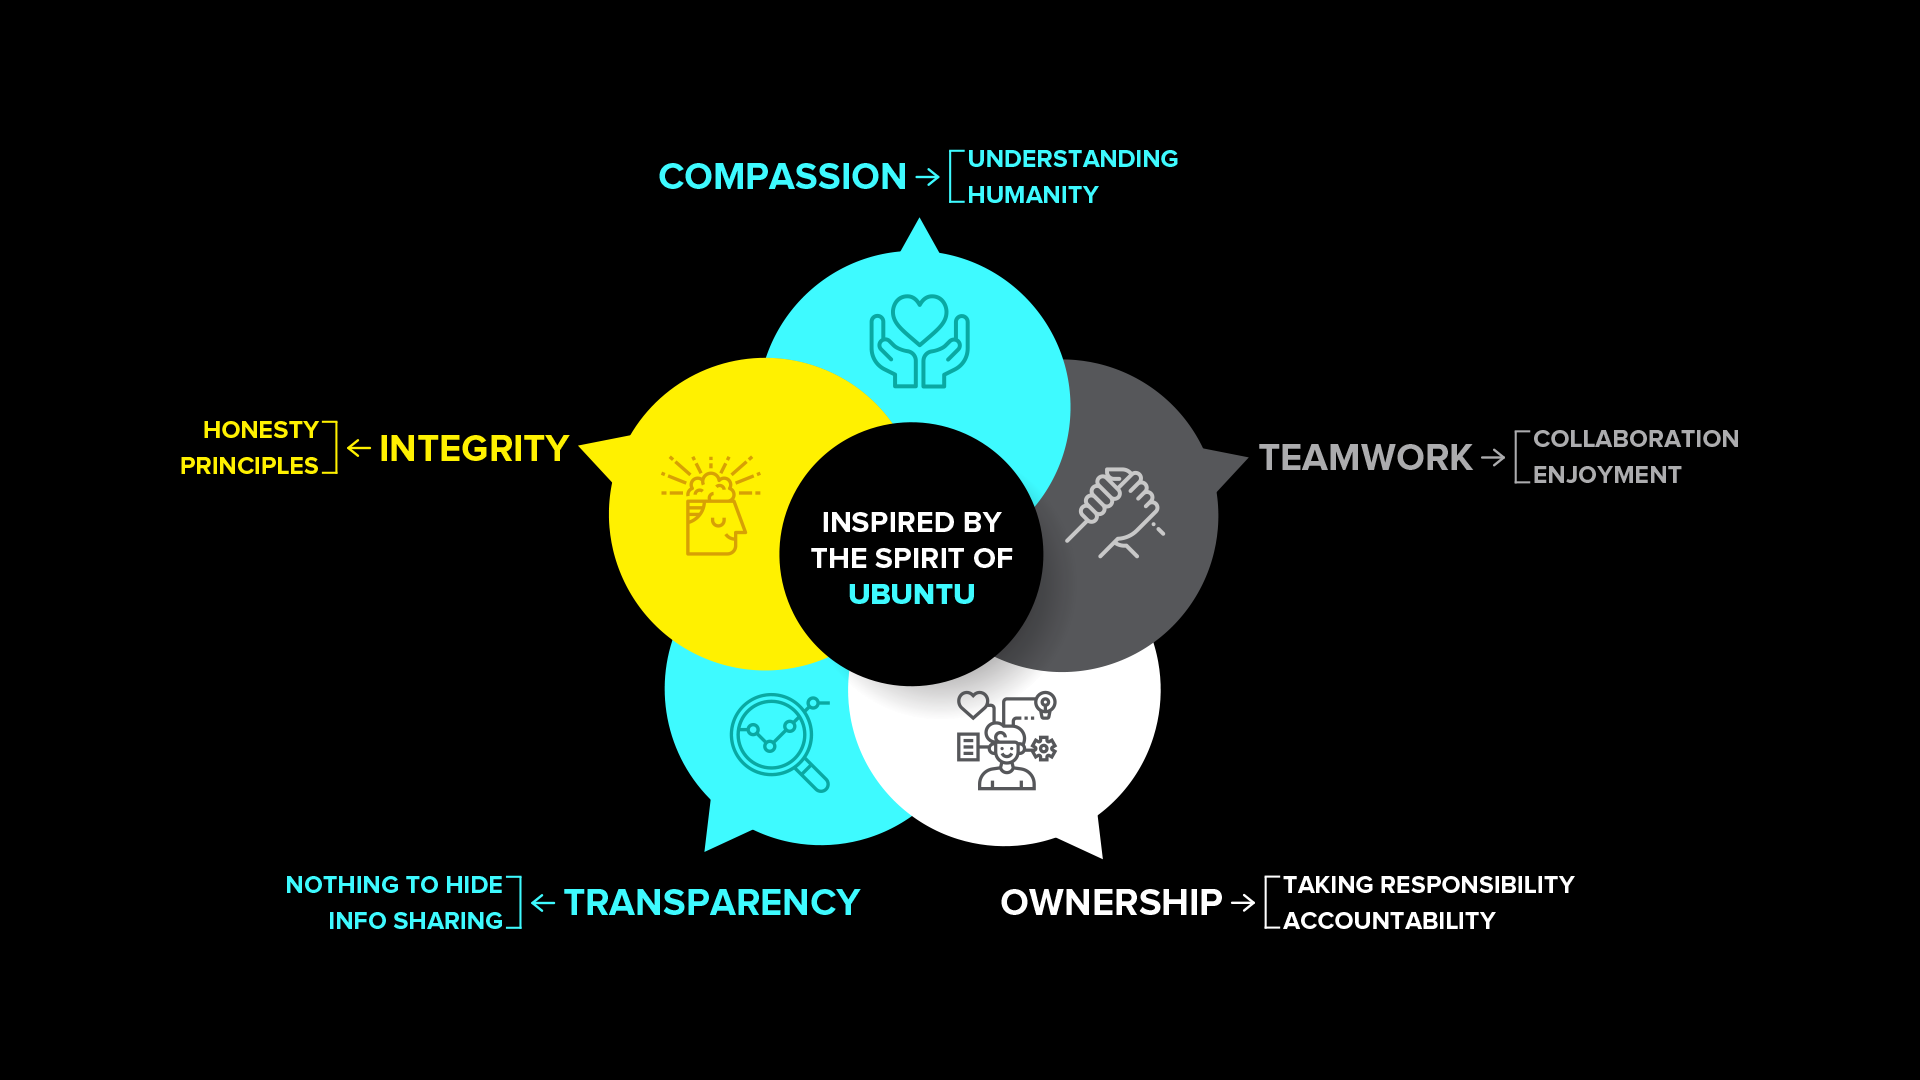 COMPASSION
UNDERSTANDING
HUMANITY
HONESTY
PRINCIPLES
INTEGRITY
TEAMWORK
COLLABORATION
ENJOYMENT
INSPIRED BY
THE SPIRIT OF
UBUNTU
NOTHING TO HIDE
INFO SHARING
TRANSPARENCY
OWNERSHIP
TAKING RESPONSIBILITY
ACCOUNTABILITY